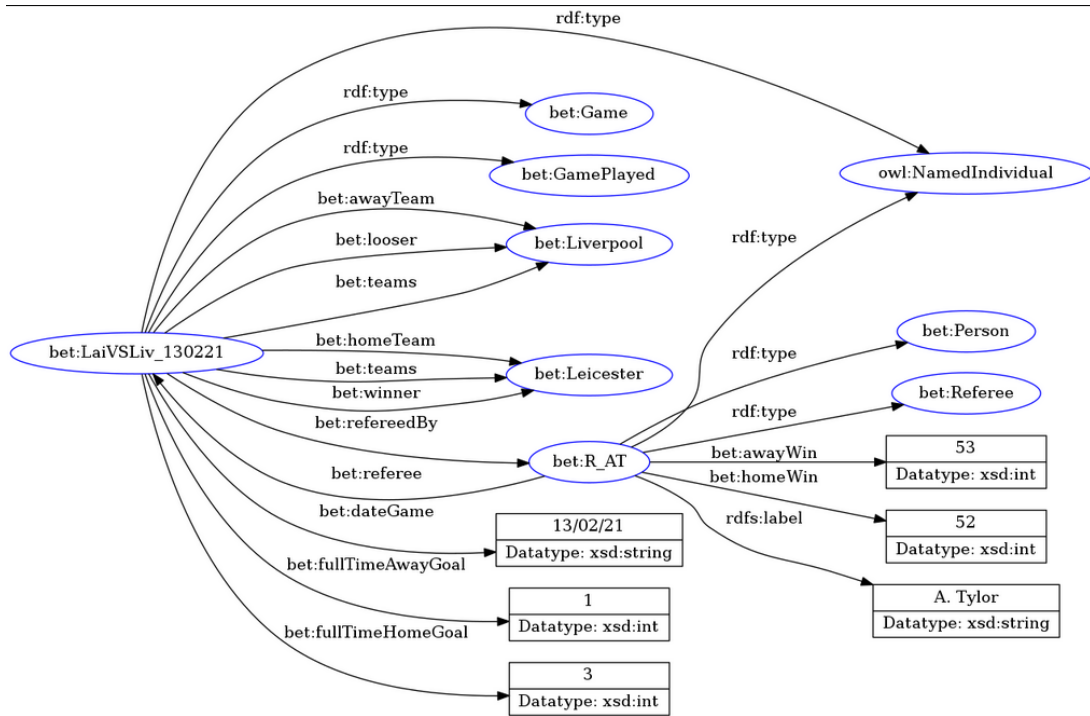 rdf:type
rdf:type
bet:Game
rdf:type
bet:GamePlayed
owl:NamedIndividual
bet:awayTeam
bet:looser
bet:Liverpool
rdf:type
bet:teams
bet:LaiVSLiv_130221
bet:homeTeam
bet:teams
bet:winner
bet:Leicester
rdf:type
bet:Person
rdf:type
bet:Referee
bet:refereedBy
bet:R_AT
bet:awayWin
53
Datatype: xsd:int
bet:referee
bet:homeWin
52
Datatype: xsd:int
bet:dateGame
13/02/21
Datatype: xsd:string
rdfs:label
A. Tylor
Datatype: xsd:string
bet:fullTimeAwayGoal
1
Datatype: xsd:int
bet:fullTimeHomeGoal
3
Datatype: xsd:int